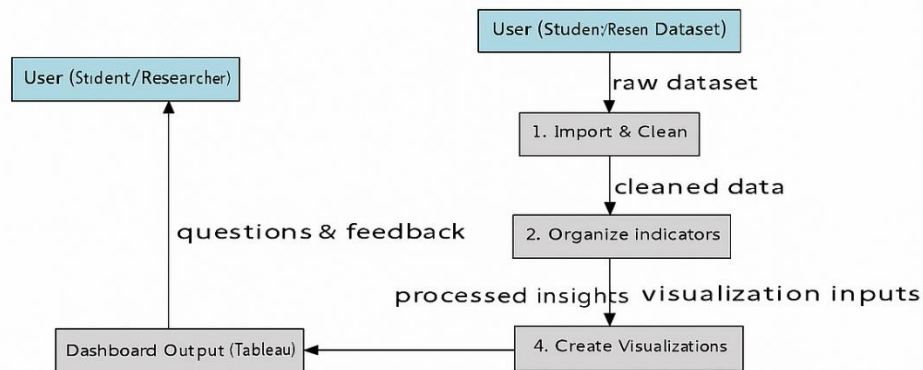 User (Studen:/Resen Dataset)
User (Student/Researcher)
raw dataset
1. Import & Clean
cleaned data
2. Organize indicators
questions & feedback
processed insights visualization inputs
Dashboard Output (Tableau)
4. Create Visualizations